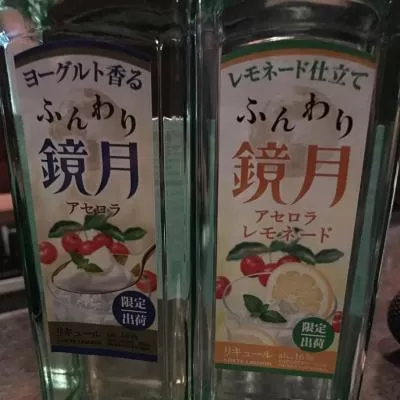 ヨーグルト香る
ふんわり
鏡月
アセロラ
限定
出荷
リキュール
レモネード仕立て
ふんわり
鏡月
アセロラ
レモネード
限定
出荷
リキュール
alc.16%